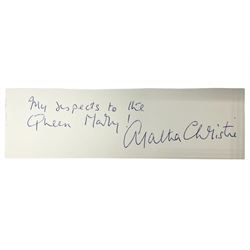 My respects to the
Queen Mary!
Agatha Christie